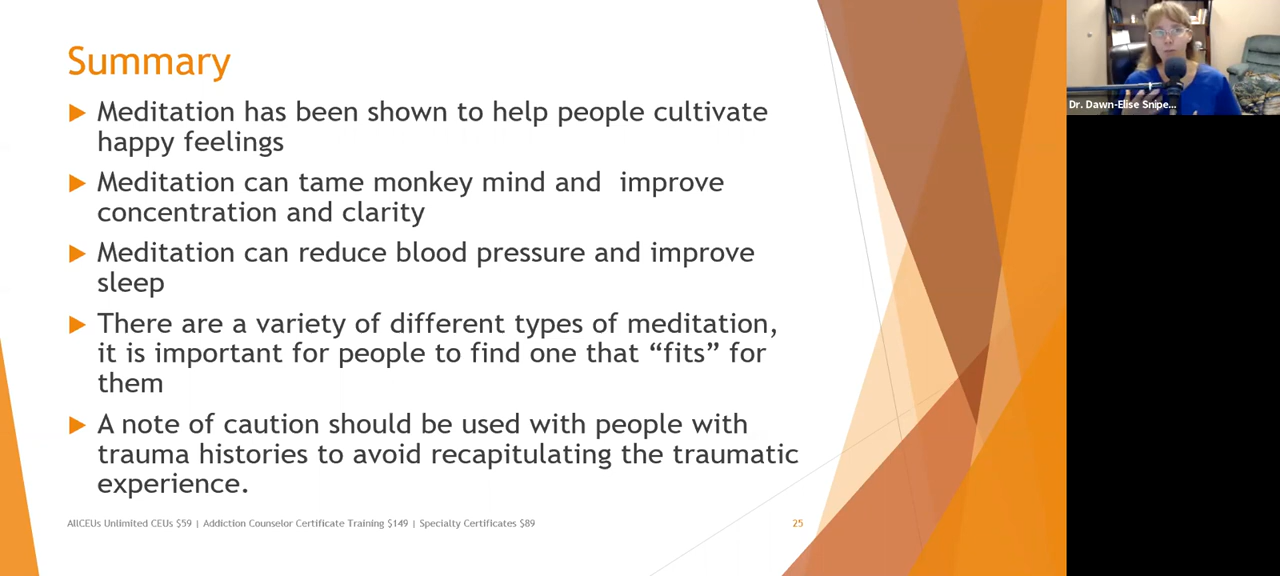 Summary
Meditation has been shown to help people cultivate
happy feelings
Meditation can tame monkey mind and  improve
concentration and clarity
Meditation can reduce blood pressure and improve
sleep
There are a variety of different types of meditation,
it is important for people to find one that “fits” for
them
A note of caution should be used with people with
trauma histories to avoid recapitulating the traumatic
experience.
AllCEUs Unlimited CEUs $59 | Addiction Counselor Certificate Training $149 | Specialty Certificates $89
25
Dr. Dawn-Elise Snipe...